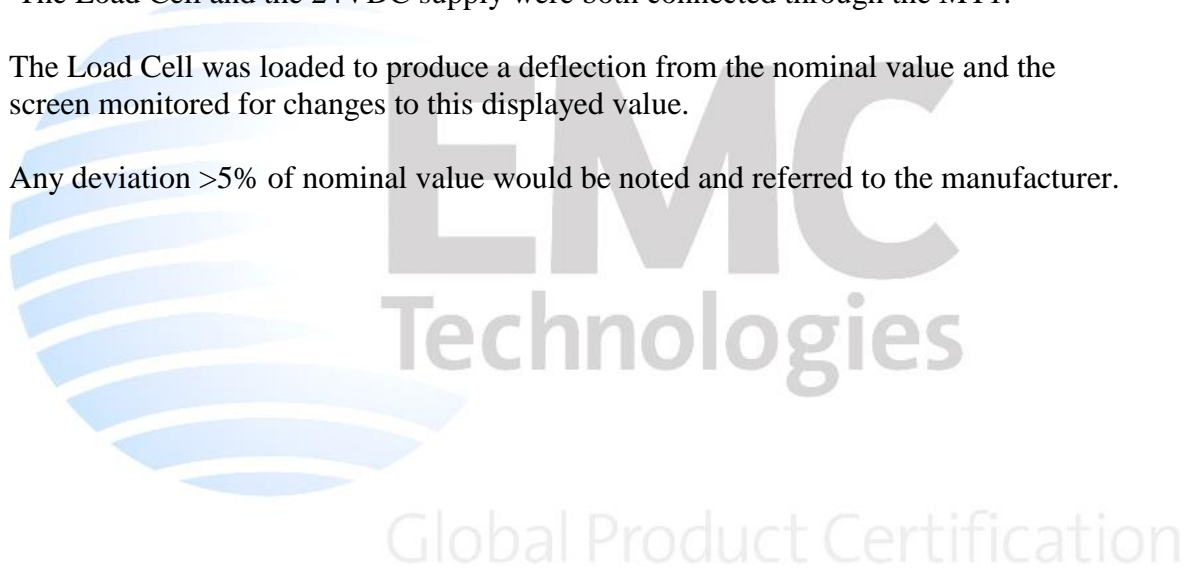 The Load Cell and the 24VDC supply were both connected through the
The Load Cell was loaded to produce a deflection from the nominal value and the
screen monitored for changes to this displayed value.
Any deviation >5% of nominal value would be noted and referred to the manufacturer.
EMC
Technologies
Global Product Certification